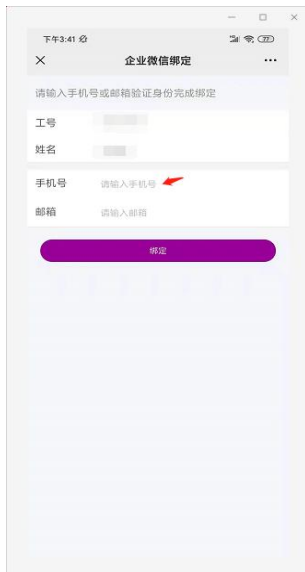 下午3:41
企业微信绑定
请输入手机号或邮箱验证身份完成绑定
工号
姓名
手机号 请输入手机号
邮箱 请输入邮箱
绑定